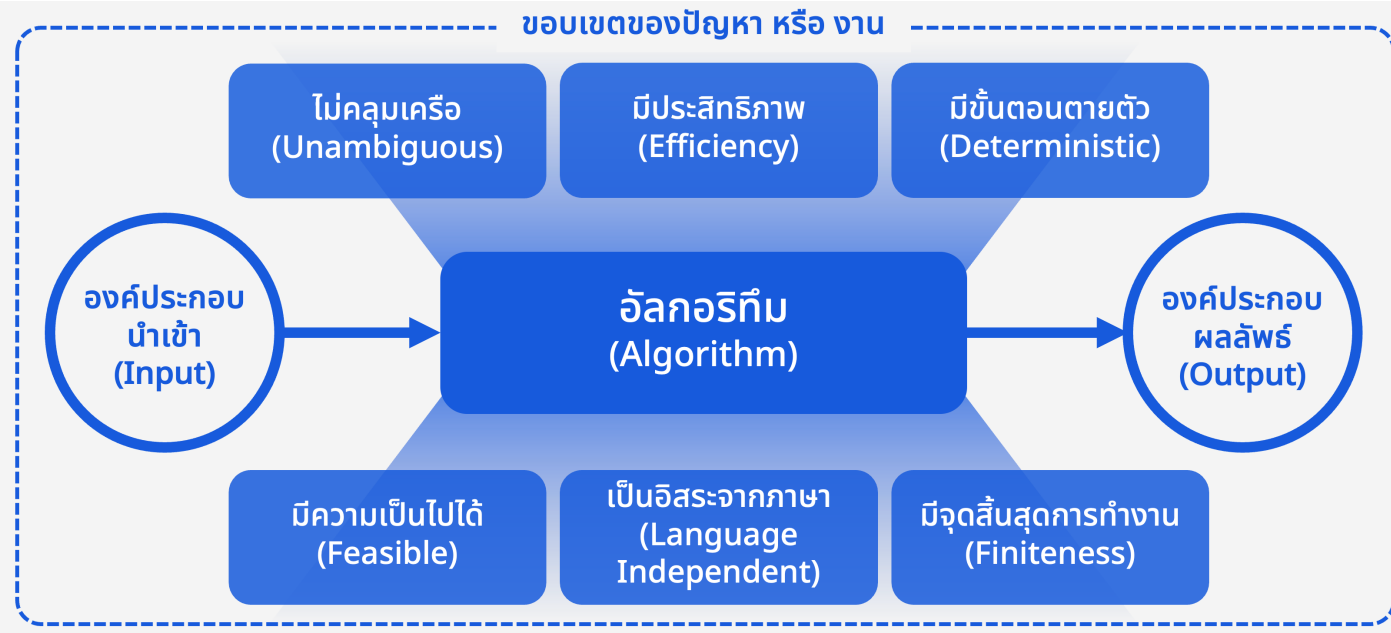 ขอบเขตของปัญหา หรือ งาน
ไม่คลุมเครือ
(Unambiguous)
มีประสิทธิภาพ
(Efficiency)
มีขั้นตอนตายตัว
(Deterministic)
องค์ประกอบ
นำเข้า
(Input)
อัลกอริทึม
(Algorithm)
องค์ประกอบ
ผลลัพธ์
(Output)
มีความเป็นไปได้
(Feasible)
เป็นอิสระจากภาษา
(Language
Independent)
มีจุดสิ้นสุดการทำงาน
(Finiteness)